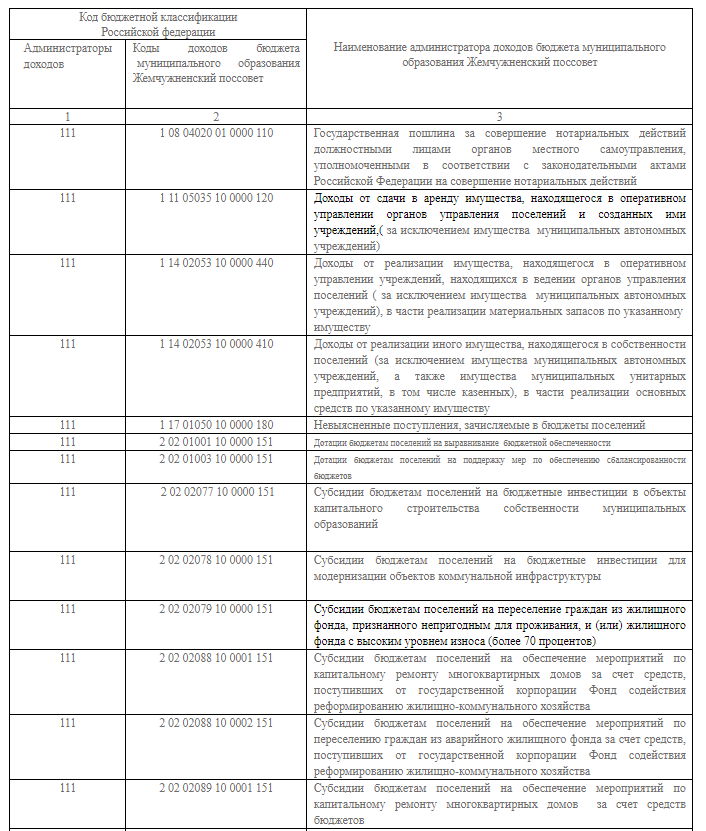 Код бюджетной классификации
Российской федерации
Администраторы
доходов
Коды доходов бюджета
муниципального образования
Жемчужненский поссовет
Наименование администратора доходов бюджета муниципального
образования Жемчужненский поссовет
1 2 3
111 1 08 04020 01 0000 110 Государственная пошлина за совершение нотариальных действий
должностными лицами органов местного самоуправления,
уполномоченными в соответствии с законодательными актами
Российской Федерации на совершение нотариальных действий
111 1 11 05035 10 0000 120 Доходы от сдачи в аренду имущества, находящегося в оперативном
управлении органов управления поселений и созданных ими
учреждений,( за исключением имущества муниципальных автономных
учреждений)
111 1 14 02053 10 0000 440 Доходы от реализации имущества, находящегося в оперативном
управлении учреждений, находящихся в ведении органов управления
поселений ( за исключением имущества муниципальных автономных
учреждений), в части реализации материальных запасов по указанному
имуществу
111 1 14 02053 10 0000 410 Доходы от реализации иного имущества, находящегося в собственности
поселений (за исключением имущества муниципальных автономных
учреждений, а также имущества муниципальных унитарных
предприятий, в том числе казенных), в части реализации основных
средств по указанному имуществу
111 1 17 01050 10 0000 180 Невыясненные поступления, зачисляемые в бюджеты поселений
111 2 02 01001 10 0000 151 Дотации бюджетам поселений на выравнивание бюджетной обеспеченности
111 2 02 01003 10 0000 151 Дотации бюджетам поселений на поддержку мер по обеспечению сбалансированности
бюджетов
111 2 02 02077 10 0000 151 Субсидии бюджетам поселений на бюджетные инвестиции в объекты
капитального строительства собственности муниципальных
образований
111 2 02 02078 10 0000 151 Субсидии бюджетам поселений на бюджетные инвестиции для
модернизации объектов коммунальной инфраструктуры
111 2 02 02079 10 0000 151 Субсидии бюджетам поселений на переселение граждан из жилищного
фонда, признанного непригодным для проживания, и (или) жилищного
фонда с высоким уровнем износа (более 70 процентов)
111 2 02 02088 10 0001 151 Субсидии бюджетам поселений на обеспечение мероприятий по
капитальному ремонту многоквартирных домов за счет средств,
поступивших от государственной корпорации Фонд содействия
реформированию жилищно-коммунального хозяйства
111 2 02 02088 10 0002 151 Субсидии бюджетам поселений на обеспечение мероприятий по
переселению граждан из аварийного жилищного фонда за счет средств,
поступивших от государственной корпорации Фонд содействия
реформированию жилищно-коммунального хозяйства
111 2 02 02089 10 0001 151 Субсидии бюджетам поселений на обеспечение мероприятий по
капитальному ремонту многоквартирных домов за счет средств
бюджетов